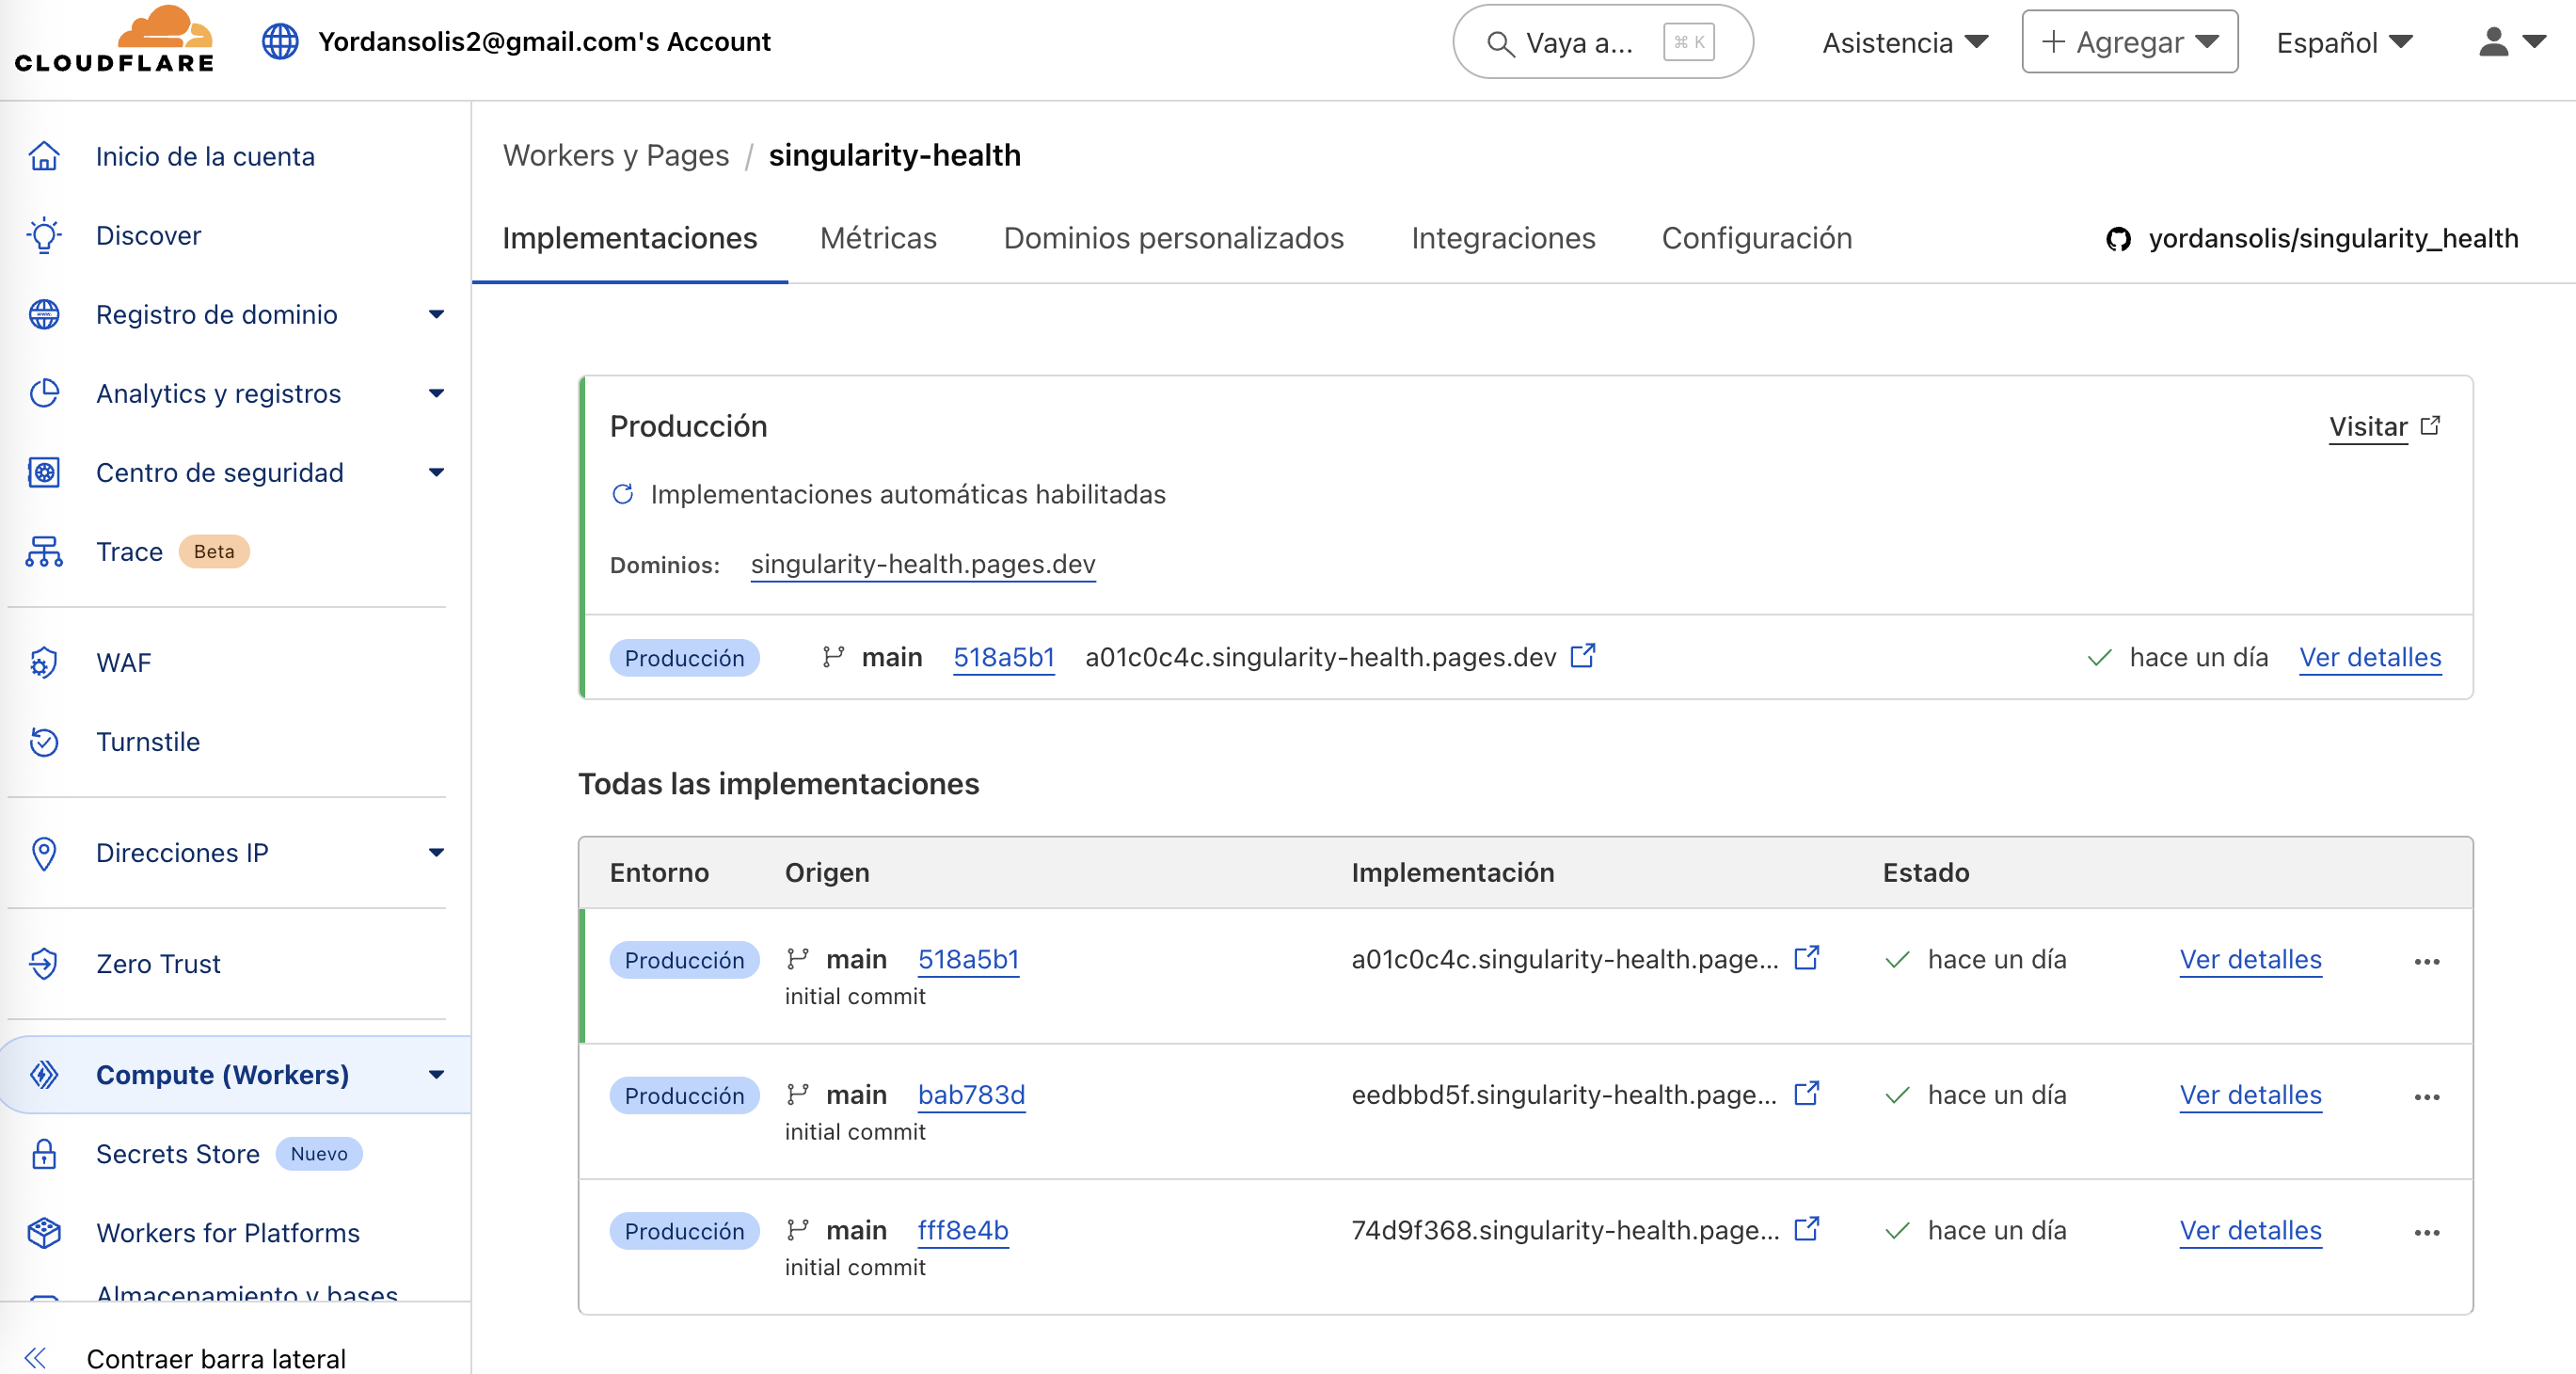 CLOUDFLARE
Yordansolis2@gmail.com's Account
Vaya a...
⌘ K
Asistencia
+ Agregar
Español
Inicio de la cuenta
Discover
Registro de dominio
Analytics y registros
Centro de seguridad
Trace Beta
WAF
Turnstile
Direcciones IP
Zero Trust
Compute (Workers)
Secrets Store Nuevo
Workers for Platforms
Almacenamiento y bases
Contraer barra lateral
Workers y Pages / singularity-health
Implementaciones Métricas Dominios personalizados Integraciones Configuración
yordansolis/singularity_health
Producción
Visitar
Implementaciones automáticas habilitadas
Dominios: singularity-health.pages.dev
Producción main 518a5b1 a01c0c4c.singularity-health.pages.dev hace un día Ver detalles
Todas las implementaciones
Entorno Origen Implementación Estado
Producción main 518a5b1 a01c0c4c.singularity-health.page... hace un día Ver detalles ...
initial commit
Producción main bab783d eedbbd5f.singularity-health.page... hace un día Ver detalles ...
initial commit
Producción main fff8e4b 74d9f368.singularity-health.page... hace un día Ver detalles ...
initial commit